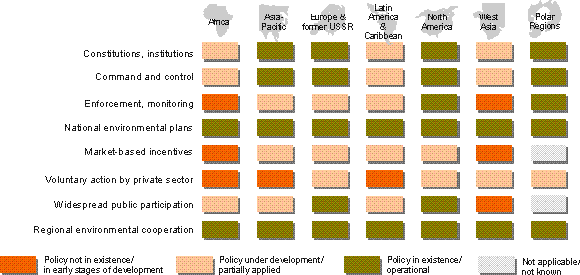 Africa
Asia-
Pacific
Europe &
former USSR
Latin
America
&
Caribbean
North
America
West
Asia
Polar
Regions
Constitutions, institutions
Command and control
Enforcement, monitoring
National environmental plans
Market-based incentives
Voluntary action by private sector
Widespread public participation
Regional environmental cooperation
Policy not in existence/
in early stages of development
Policy under development/
partially applied
Policy in existence/
operational
Not applicable/
not known